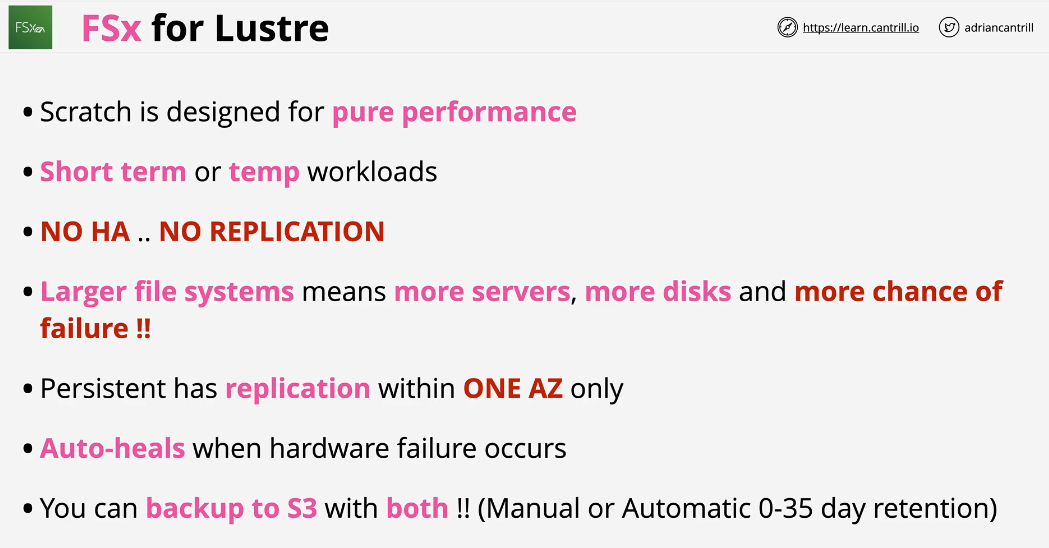 FSx
FSx for Lustre
https://learn.cantrill.io
adriancantrill
• Scratch is designed for pure performance
• Short term or temp workloads
• NO HA .. NO REPLICATION
• Larger file systems means more servers, more disks and more chance of
failure !!
• Persistent has replication within ONE AZ only
• Auto-heals when hardware failure occurs
• You can backup to S3 with both !! (Manual or Automatic 0-35 day retention)